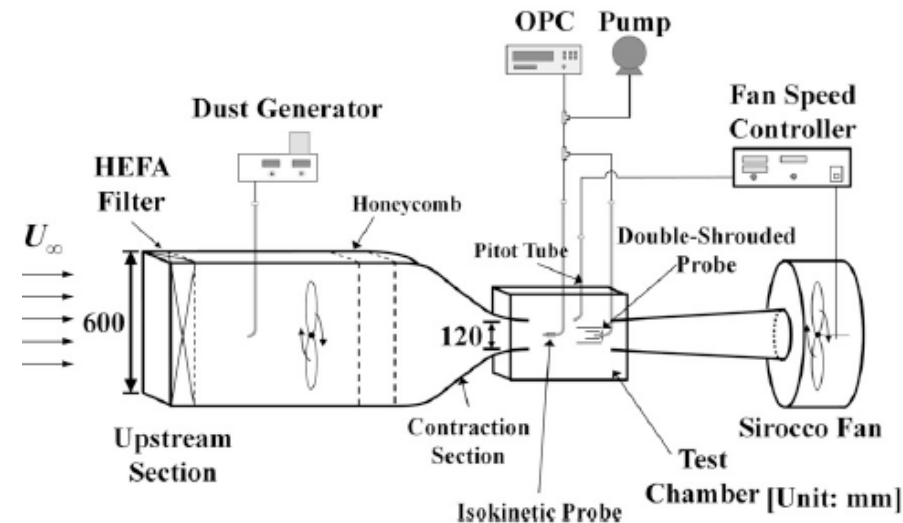 OPC Pump
Dust Generator
Fan Speed
Controller
HEFA
Filter
Honeycomb
U∞
Pitot Tube
Double-Shrouded
Probe
600
120
Upstream
Section
Contraction
Section
Isokinetic Probe
Test
Chamber
Sirocco Fan
[Unit: mm]